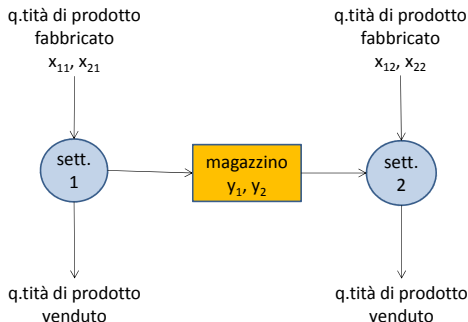 q.tità di prodotto
fabbricato
x11, x21
q.tità di prodotto
fabbricato
x12, x22
sett.
1
magazzino
y1, y2
sett.
2
q.tità di prodotto
venduto
q.tità di prodotto
venduto